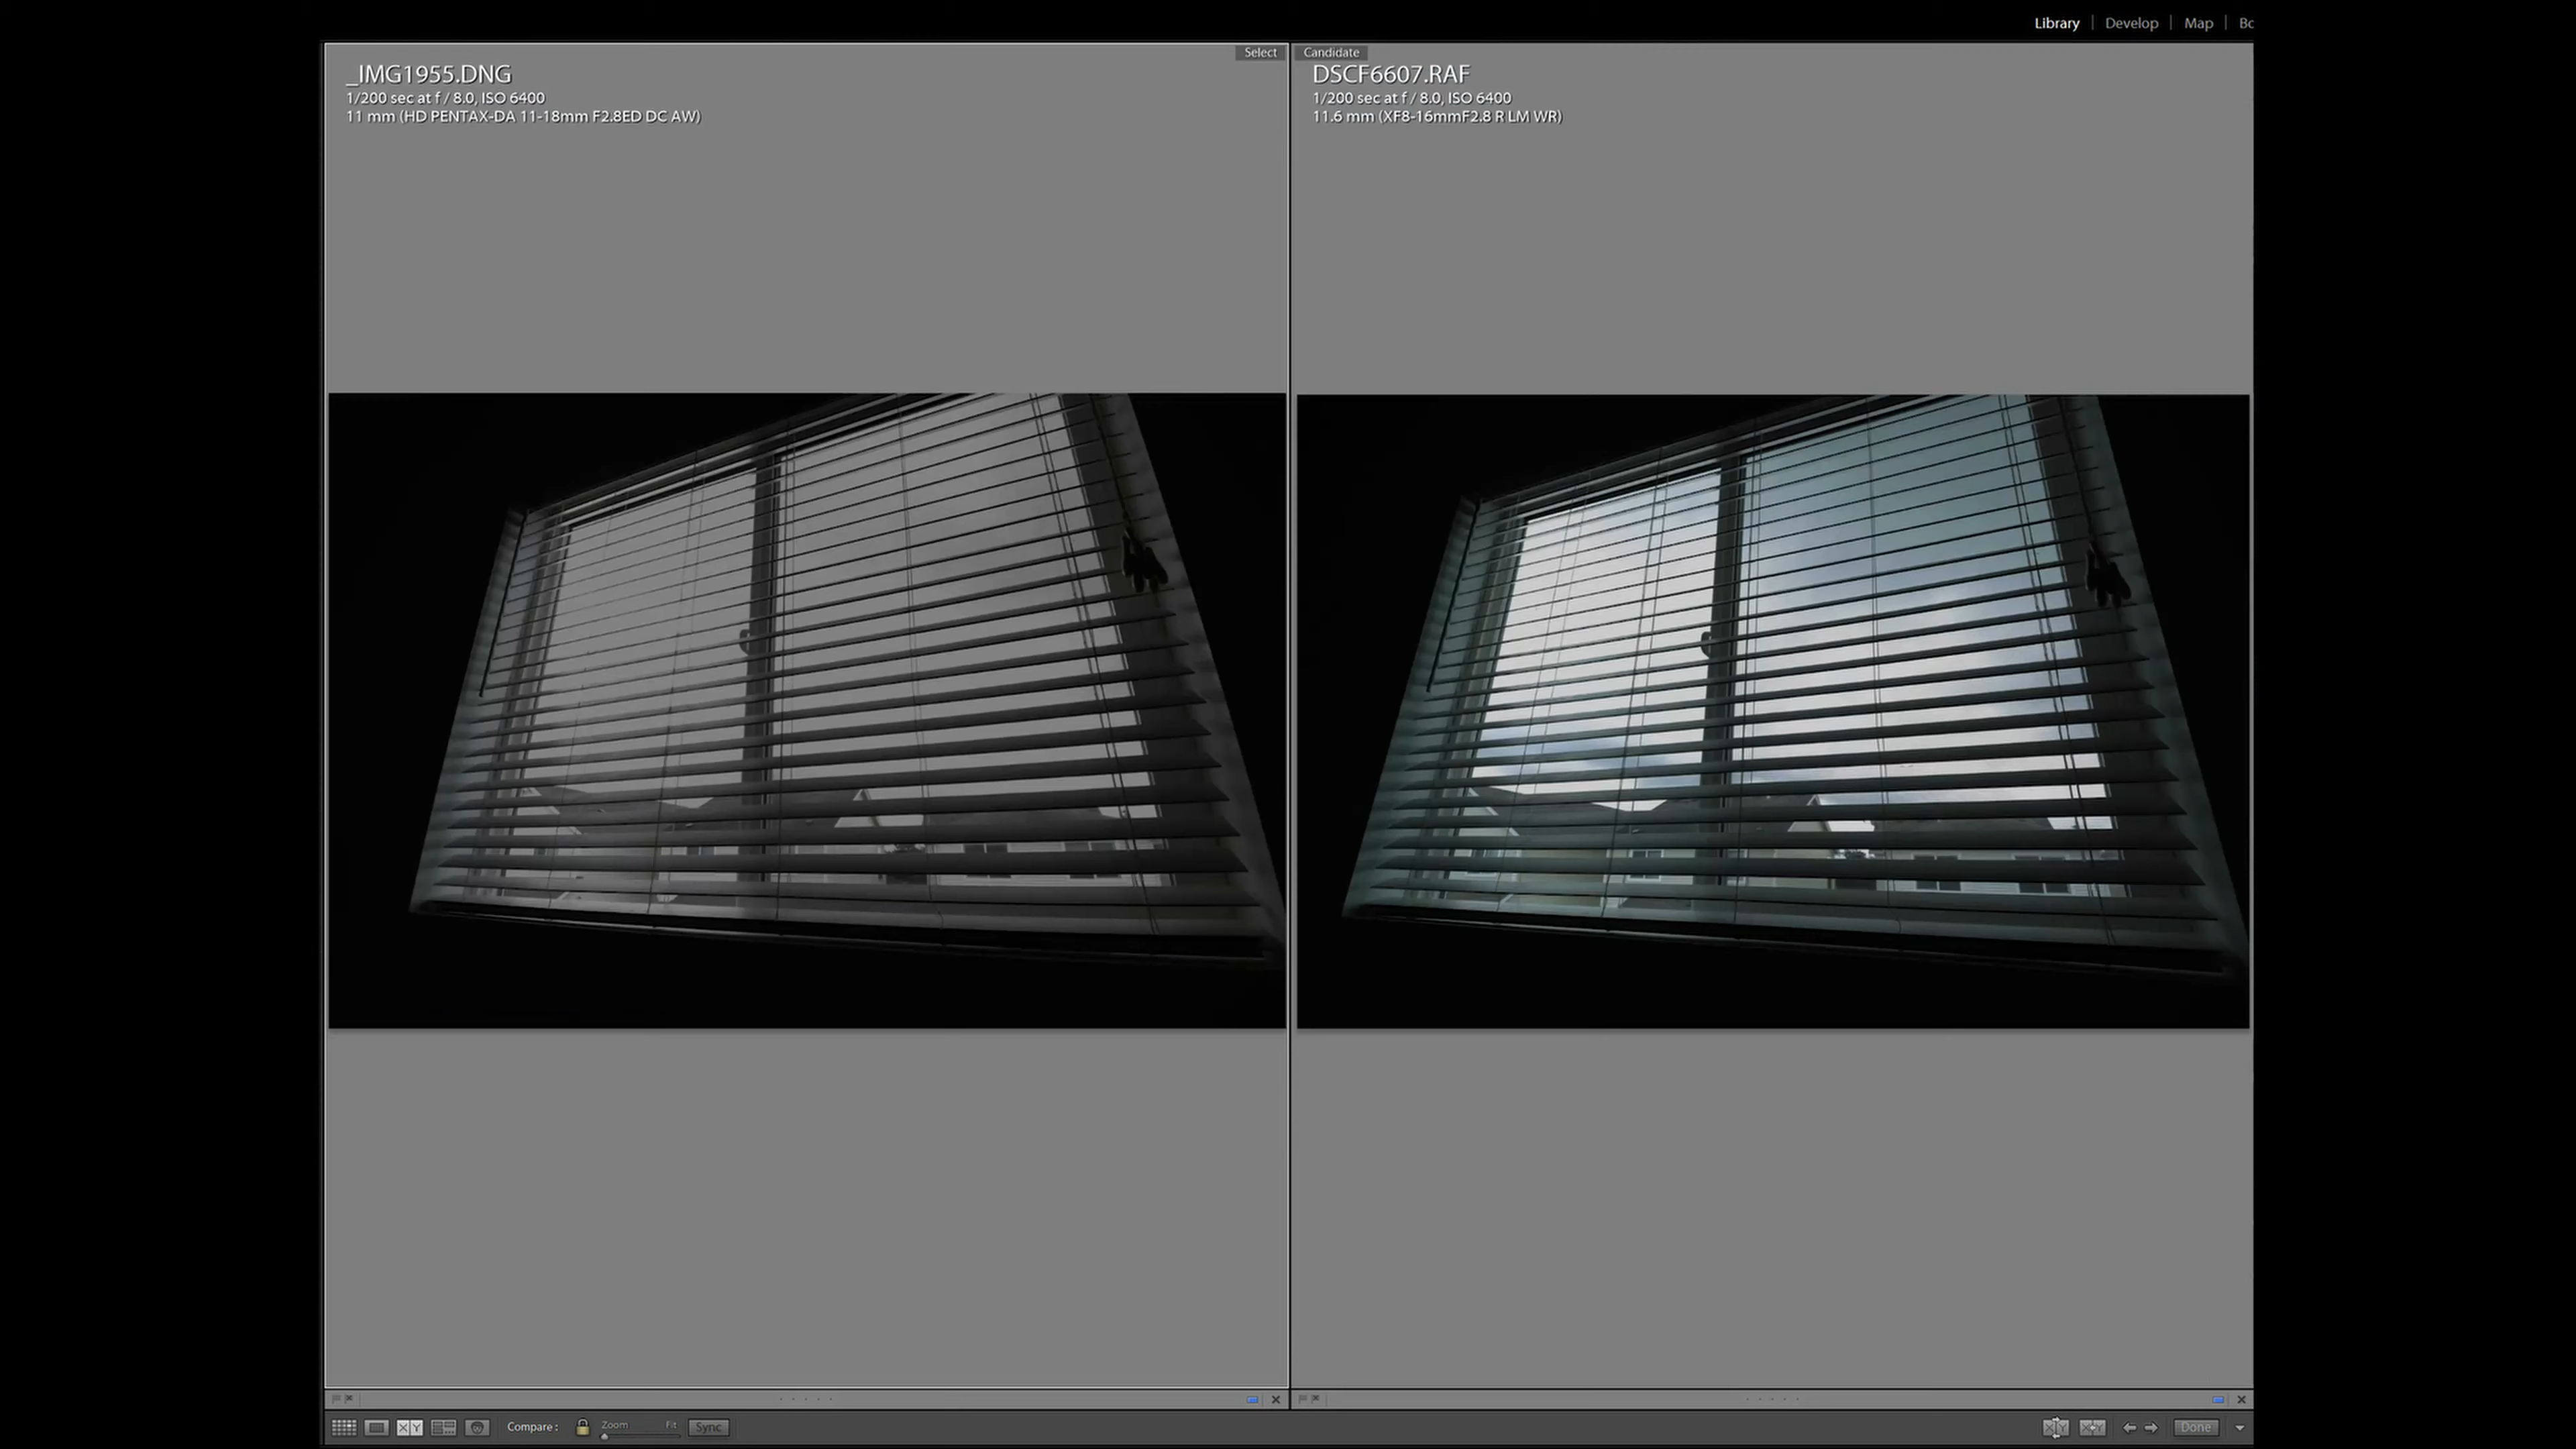 Library | Develop | Map | Bo
Select
Candidate
_IMG1955.DNG
1/200 sec at f / 8.0, ISO 6400
11 mm (HD PENTAX-DA 11-18mm F2.8ED DC AW)
DSCF6607.RAF
1/200 sec at f / 8.0, ISO 6400
11.6 mm (XF8-16mmF2.8 R LM WR)
XY
Compare :
Zoom
Fit
Sync
Done